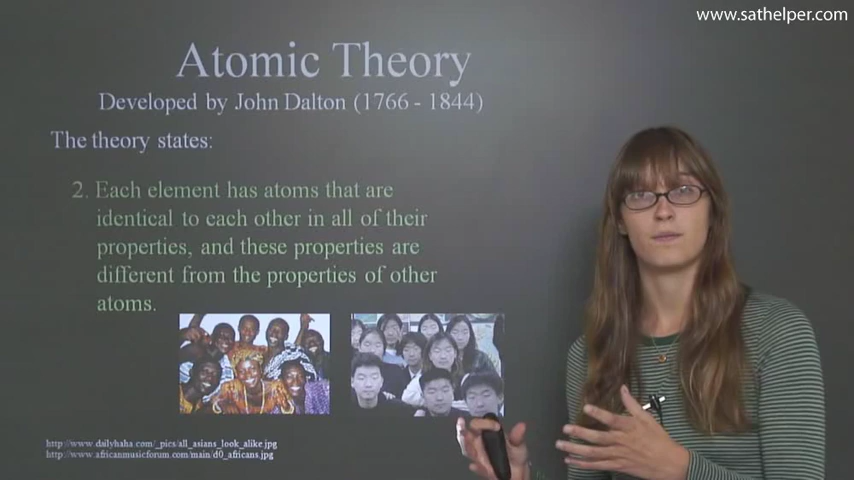 www.sathelper.com
Atomic Theory
Developed by John Dalton (1766 - 1844)
The theory states:
2. Each element has atoms that are
identical to each other in all of their
properties, and these properties are
different from the properties of other
atoms.
http://www.dailyhaha.com/_pics/all_asians_look_alike.jpg
http://www.africanmusicforum.com/main/d0_africans.jpg